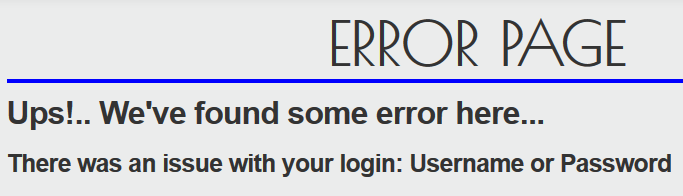 ERROR PAGE
Ups!.. We've found some error here...
There was an issue with your login: Username or Password